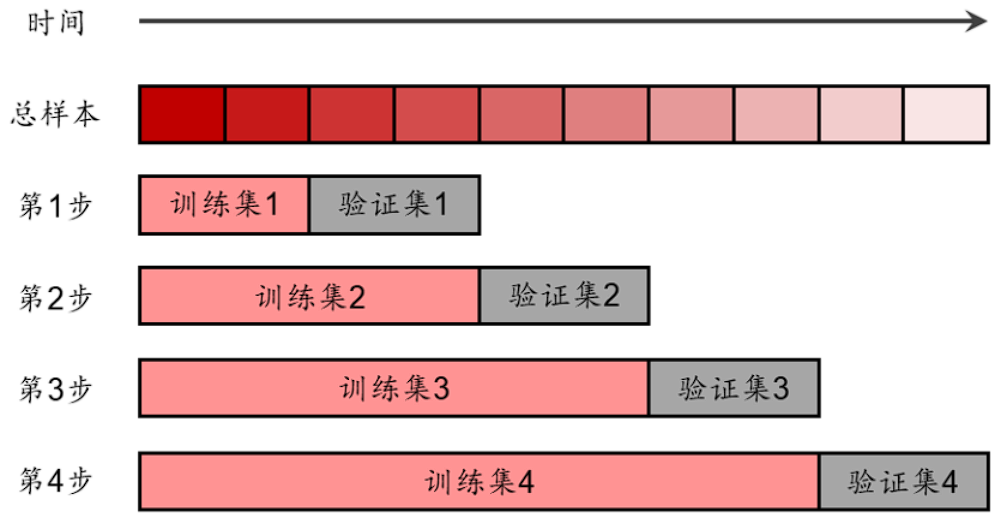 时间
总样本
第1步 训练集1 验证集1
第2步 训练集2 验证集2
第3步 训练集3 验证集3
第4步 训练集4 验证集4